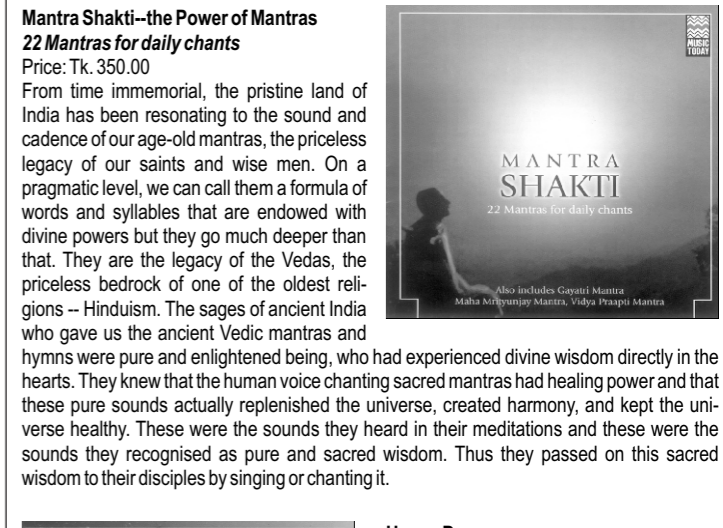 Mantra Shakti--the Power of Mantras
22 Mantras for daily chants
Price: Tk. 350.00
From time immemorial, the pristine land of
India has been resonating to the sound and
cadence of our age-old mantras, the priceless
legacy of our saints and wise men. On a
pragmatic level, we can call them a formula of
words and syllables that are endowed with
divine powers but they go much deeper than
that. They are the legacy of the Vedas, the
priceless bedrock of one of the oldest reli-
gions -- Hinduism. The sages of ancient India
who gave us the ancient Vedic mantras and
hymns were pure and enlightened being, who had experienced divine wisdom directly in the
hearts. They knew that the human voice chanting sacred mantras had healing power and that
these pure sounds actually replenished the universe, created harmony, and kept the uni-
verse healthy. These were the sounds they heard in their meditations and these were the
sounds they recognised as pure and sacred wisdom. Thus they passed on this sacred
wisdom to their disciples by singing or chanting it.
MUSIC
TODAY
MANTRA
SHAKTI
22 Mantras for daily chants
Also includes Gayatri Mantra
Maha Mrityunjay Mantra, Vidya Praapti Mantra